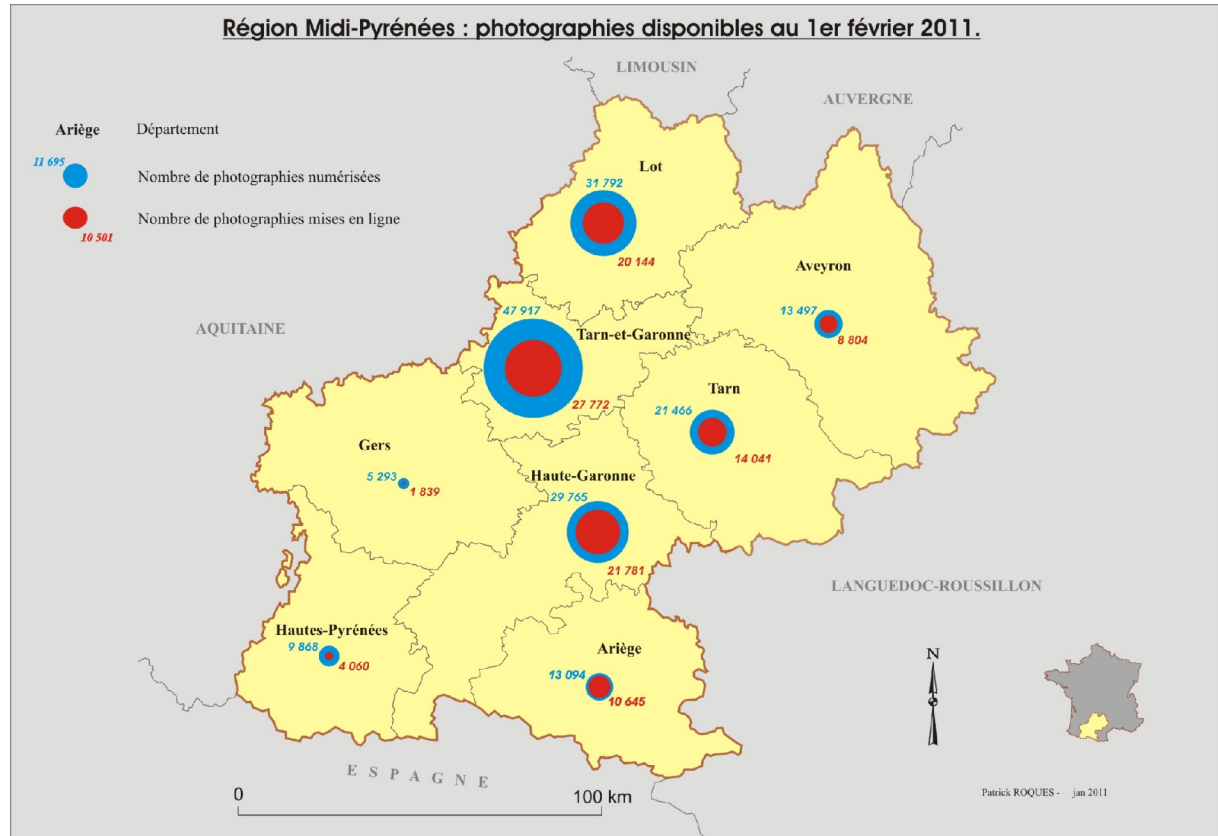 Région Midi-Pyrénées : photographies disponibles au 1er février 2011.
LIMOUSIN
AUVERGNE
Ariège Département
11 695
Nombre de photographies numérisées
Nombre de photographies mises en ligne
10 501
Lot
31 792
20 144
Aveyron
13 497
8 804
AQUITAINE
47 917
Tarn-et-Garonne
27 772
Tarn
21 466
14 041
Gers
5 293
1 839
Haute-Garonne
29 765
21 781
LANGUEDOC-ROUSSILLON
Hautes-Pyrénées
9 868
4 060
Ariège
13 094
10 645
N
ESPAGNE
0 100 km
Patrick ROQUES - jan 2011